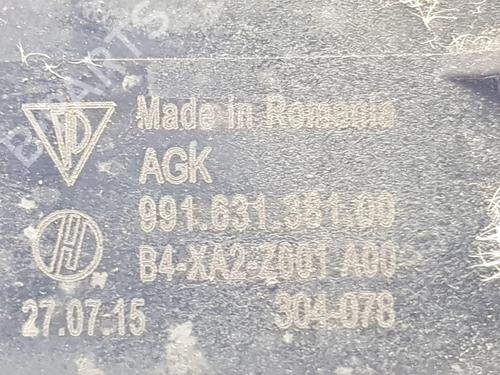 Made in Romania
AGK
991.631.381.00
B4-XA2-Z001 A00
27.07.15 304-078